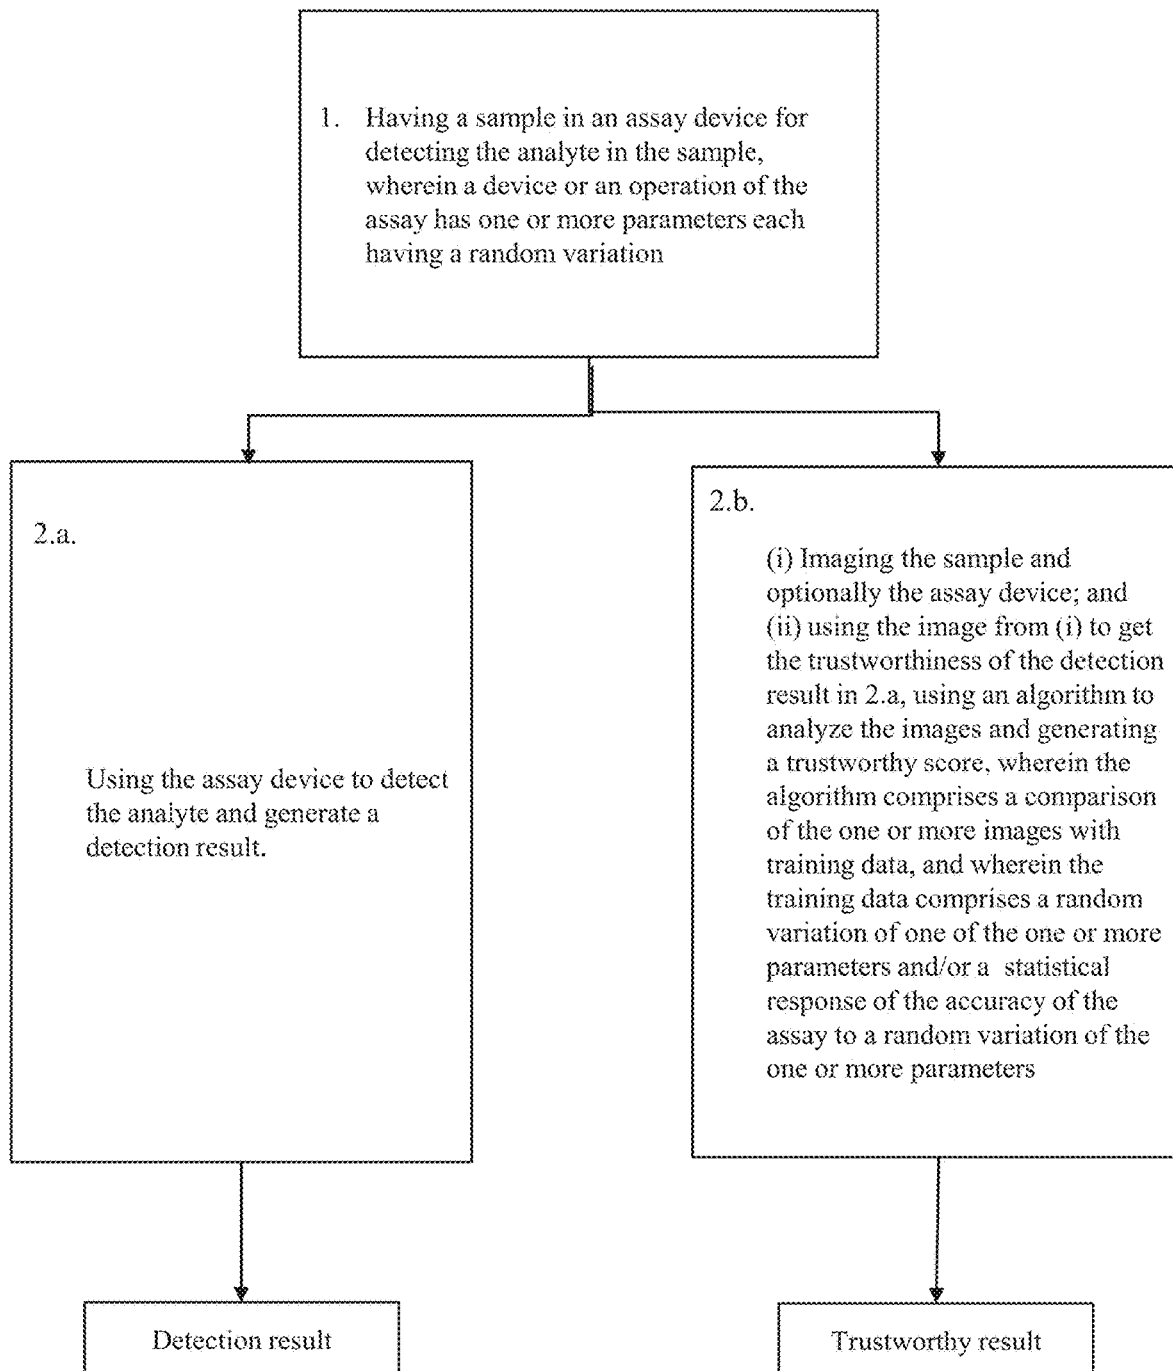 1. Having a sample in an assay device for
detecting the analyte in the sample,
wherein a device or an operation of the
assay has one or more parameters each
having a random variation
2.a.
Using the assay device to detect
the analyte and generate a
detection result.
2.b.
(i) Imaging the sample and
optionally the assay device; and
(ii) using the image from (i) to get
the trustworthiness of the detection
result in 2.a, using an algorithm to
analyze the images and generating
a trustworthy score, wherein the
algorithm comprises a comparison
of the one or more images with
training data, and wherein the
training data comprises a random
variation of one of the one or more
parameters and/or a statistical
response of the accuracy of the
assay to a random variation of the
one or more parameters
Detection result
Trustworthy result